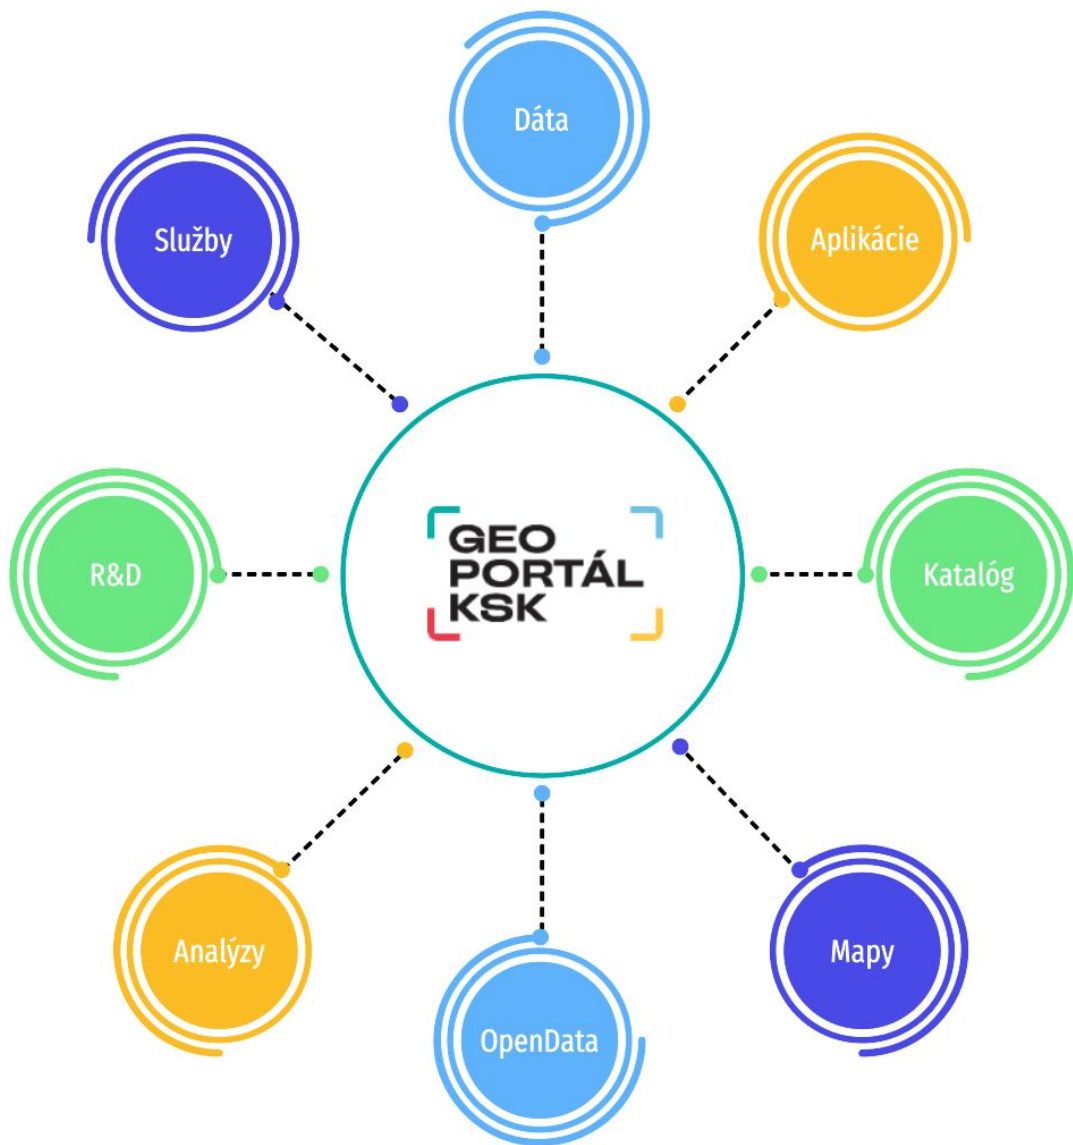 Dáta
Služby
Aplikácie
GEO
PORTÁL
KSK
R&D
Katalóg
Analýzy
Mapy
OpenData